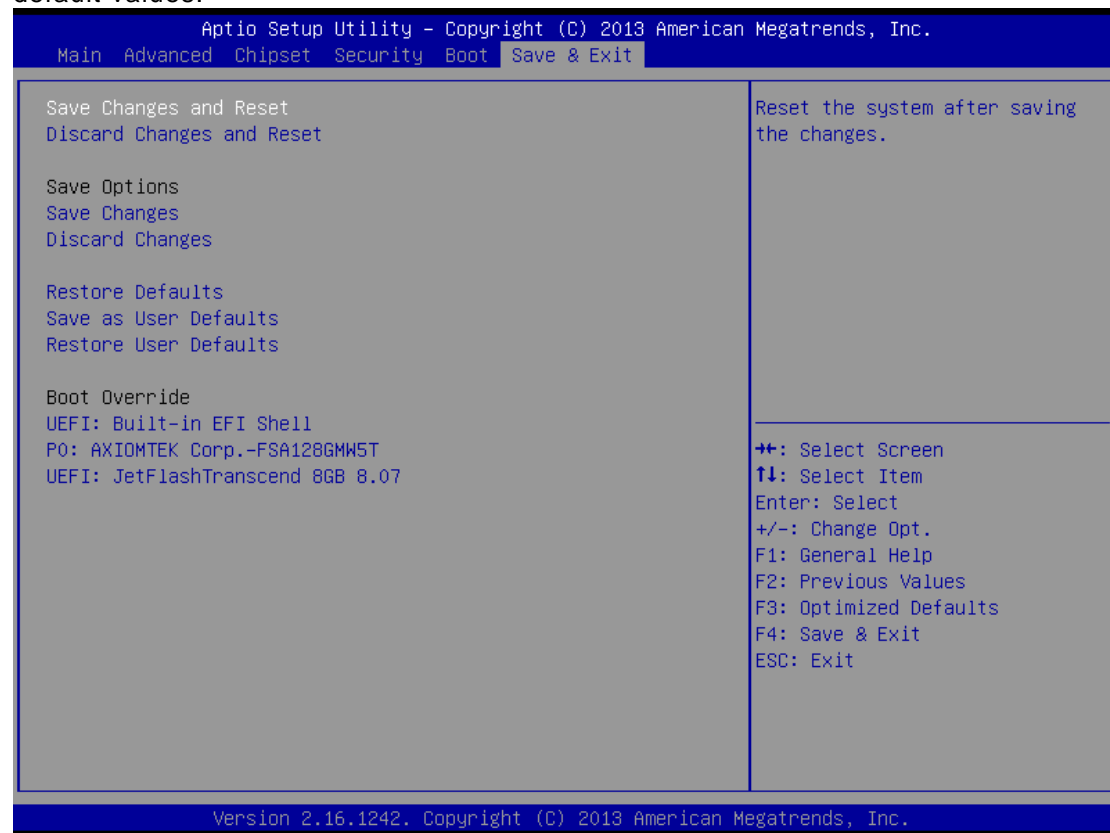 default values.
Aptio Setup Utility – Copyright (C) 2013 American Megatrends, Inc.
Main Advanced Chipset Security Boot Save & Exit
Save Changes and Reset
Discard Changes and Reset
Save Options
Save Changes
Discard Changes
Restore Defaults
Save as User Defaults
Restore User Defaults
Boot Override
UEFI: Built-in EFI Shell
P0: AXIOMTEK Corp.-FSA128GMW5T
UEFI: JetFlashTranscend 8GB 8.07
Reset the system after saving
the changes.
→←: Select Screen
↑↓: Select Item
Enter: Select
+/-: Change Opt.
F1: General Help
F2: Previous Values
F3: Optimized Defaults
F4: Save & Exit
ESC: Exit
Version 2.16.1242. Copyright (C) 2013 American Megatrends, Inc.